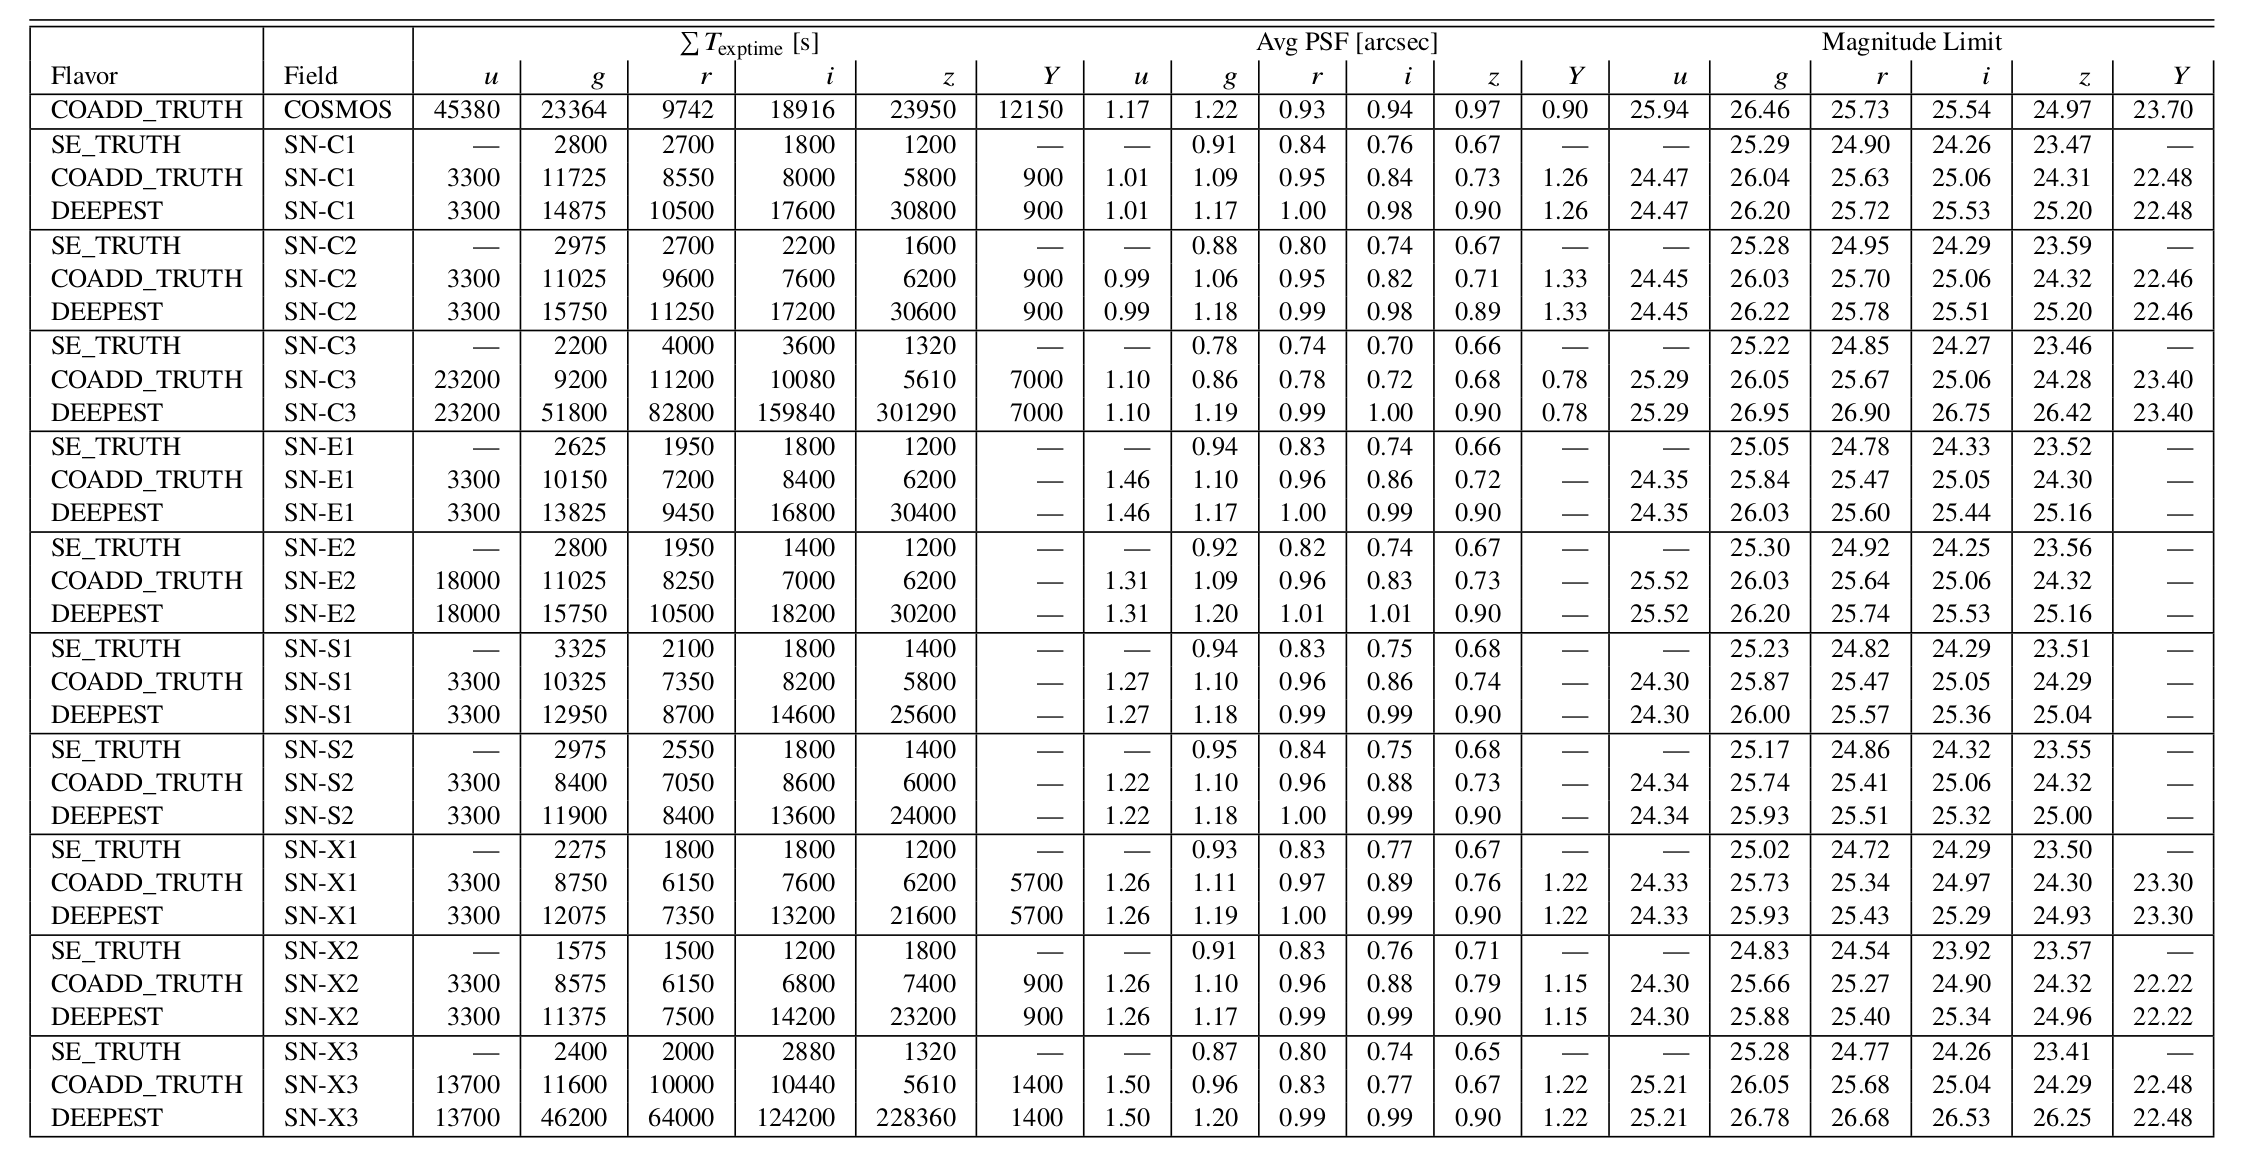 ∑ Texptime [s] Avg PSF [arcsec] Magnitude Limit
Flavor Field u g r i z Y u g r i z Y u g r i z Y
COADD_TRUTH COSMOS 45380 23364 9742 18916 23950 12150 1.17 1.22 0.93 0.94 0.97 0.90 25.94 26.46 25.73 25.54 24.97 23.70
SE_TRUTH SN-C1 — 2800 2700 1800 1200 — — 0.91 0.84 0.76 0.67 — — 25.29 24.90 24.26 23.47 —
COADD_TRUTH SN-C1 3300 11725 8550 8000 5800 900 1.01 1.09 0.95 0.84 0.73 1.26 24.47 26.04 25.63 25.06 24.31 22.48
DEEPEST SN-C1 3300 14875 10500 17600 30800 900 1.01 1.17 1.00 0.98 0.90 1.26 24.47 26.20 25.72 25.53 25.20 22.48
SE_TRUTH SN-C2 — 2975 2700 2200 1600 — — 0.88 0.80 0.74 0.67 — — 25.28 24.95 24.29 23.59 —
COADD_TRUTH SN-C2 3300 11025 9600 7600 6200 900 0.99 1.06 0.95 0.82 0.71 1.33 24.45 26.03 25.70 25.06 24.32 22.46
DEEPEST SN-C2 3300 15750 11250 17200 30600 900 0.99 1.18 0.99 0.98 0.89 1.33 24.45 26.22 25.78 25.51 25.20 22.46
SE_TRUTH SN-C3 — 2200 4000 3600 1320 — — 0.78 0.74 0.70 0.66 — — 25.22 24.85 24.27 23.46 —
COADD_TRUTH SN-C3 23200 9200 11200 10080 5610 7000 1.10 0.86 0.78 0.72 0.68 0.78 25.29 26.05 25.67 25.06 24.28 23.40
DEEPEST SN-C3 23200 51800 82800 159840 301290 7000 1.10 1.19 0.99 1.00 0.90 0.78 25.29 26.95 26.90 26.75 26.42 23.40
SE_TRUTH SN-E1 — 2625 1950 1800 1200 — — 0.94 0.83 0.74 0.66 — — 25.05 24.78 24.33 23.52 —
COADD_TRUTH SN-E1 3300 10150 7200 8400 6200 — 1.46 1.10 0.96 0.86 0.72 — 24.35 25.84 25.47 25.05 24.30 —
DEEPEST SN-E1 3300 13825 9450 16800 30400 — 1.46 1.17 1.00 0.99 0.90 — 24.35 26.03 25.60 25.44 25.16 —
SE_TRUTH SN-E2 — 2800 1950 1400 1200 — — 0.92 0.82 0.74 0.67 — — 25.30 24.92 24.25 23.56 —
COADD_TRUTH SN-E2 18000 11025 8250 7000 6200 — 1.31 1.09 0.96 0.83 0.73 — 25.52 26.03 25.64 25.06 24.32 —
DEEPEST SN-E2 18000 15750 10500 18200 30200 — 1.31 1.20 1.01 1.01 0.90 — 25.52 26.20 25.74 25.53 25.16 —
SE_TRUTH SN-S1 — 3325 2100 1800 1400 — — 0.94 0.83 0.75 0.68 — — 25.23 24.82 24.29 23.51 —
COADD_TRUTH SN-S1 3300 10325 7350 8200 5800 — 1.27 1.10 0.96 0.86 0.74 — 24.30 25.87 25.47 25.05 24.29 —
DEEPEST SN-S1 3300 12950 8700 14600 25600 — 1.27 1.18 0.99 0.99 0.90 — 24.30 26.00 25.57 25.36 25.04 —
SE_TRUTH SN-S2 — 2975 2550 1800 1400 — — 0.95 0.84 0.75 0.68 — — 25.17 24.86 24.32 23.55 —
COADD_TRUTH SN-S2 3300 8400 7050 8600 6000 — 1.22 1.10 0.96 0.88 0.73 — 24.34 25.74 25.41 25.06 24.32 —
DEEPEST SN-S2 3300 11900 8400 13600 24000 — 1.22 1.18 1.00 0.99 0.90 — 24.34 25.93 25.51 25.32 25.00 —
SE_TRUTH SN-X1 — 2275 1800 1800 1200 — — 0.93 0.83 0.77 0.67 — — 25.02 24.72 24.29 23.50 —
COADD_TRUTH SN-X1 3300 8750 6150 7600 6200 5700 1.26 1.11 0.97 0.89 0.76 1.22 24.33 25.73 25.34 24.97 24.30 23.30
DEEPEST SN-X1 3300 12075 7350 13200 21600 5700 1.26 1.19 1.00 0.99 0.90 1.22 24.33 25.93 25.43 25.29 24.93 23.30
SE_TRUTH SN-X2 — 1575 1500 1200 1800 — — 0.91 0.83 0.76 0.71 — — 24.83 24.54 23.92 23.57 —
COADD_TRUTH SN-X2 3300 8575 6150 6800 7400 900 1.26 1.10 0.96 0.88 0.79 1.15 24.30 25.66 25.27 24.90 24.32 22.22
DEEPEST SN-X2 3300 11375 7500 14200 23200 900 1.26 1.17 0.99 0.99 0.90 1.15 24.30 25.88 25.40 25.34 24.96 22.22
SE_TRUTH SN-X3 — 2400 2000 2880 1320 — — 0.87 0.80 0.74 0.65 — — 25.28 24.77 24.26 23.41 —
COADD_TRUTH SN-X3 13700 11600 10000 10440 5610 1400 1.50 0.96 0.83 0.77 0.67 1.22 25.21 26.05 25.68 25.04 24.29 22.48
DEEPEST SN-X3 13700 46200 64000 124200 228360 1400 1.50 1.20 0.99 0.99 0.90 1.22 25.21 26.78 26.68 26.53 26.25 22.48